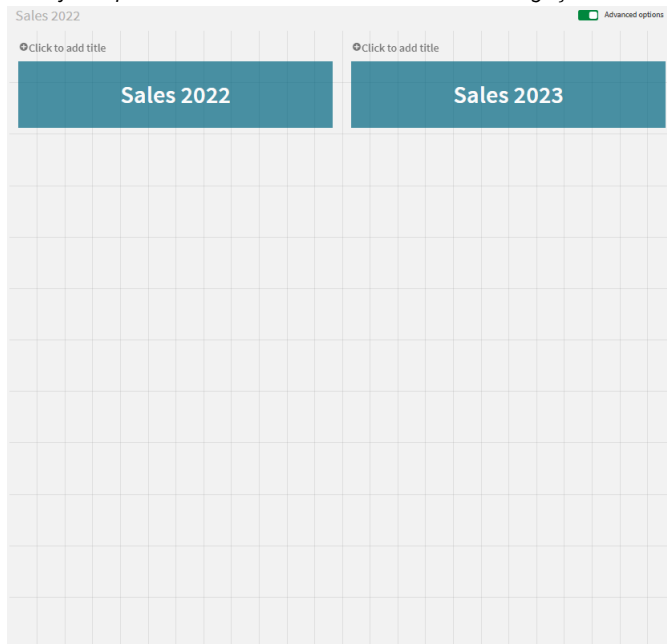 Sales 2022
Advanced options
Click to add title
Click to add title
Sales 2022
Sales 2023